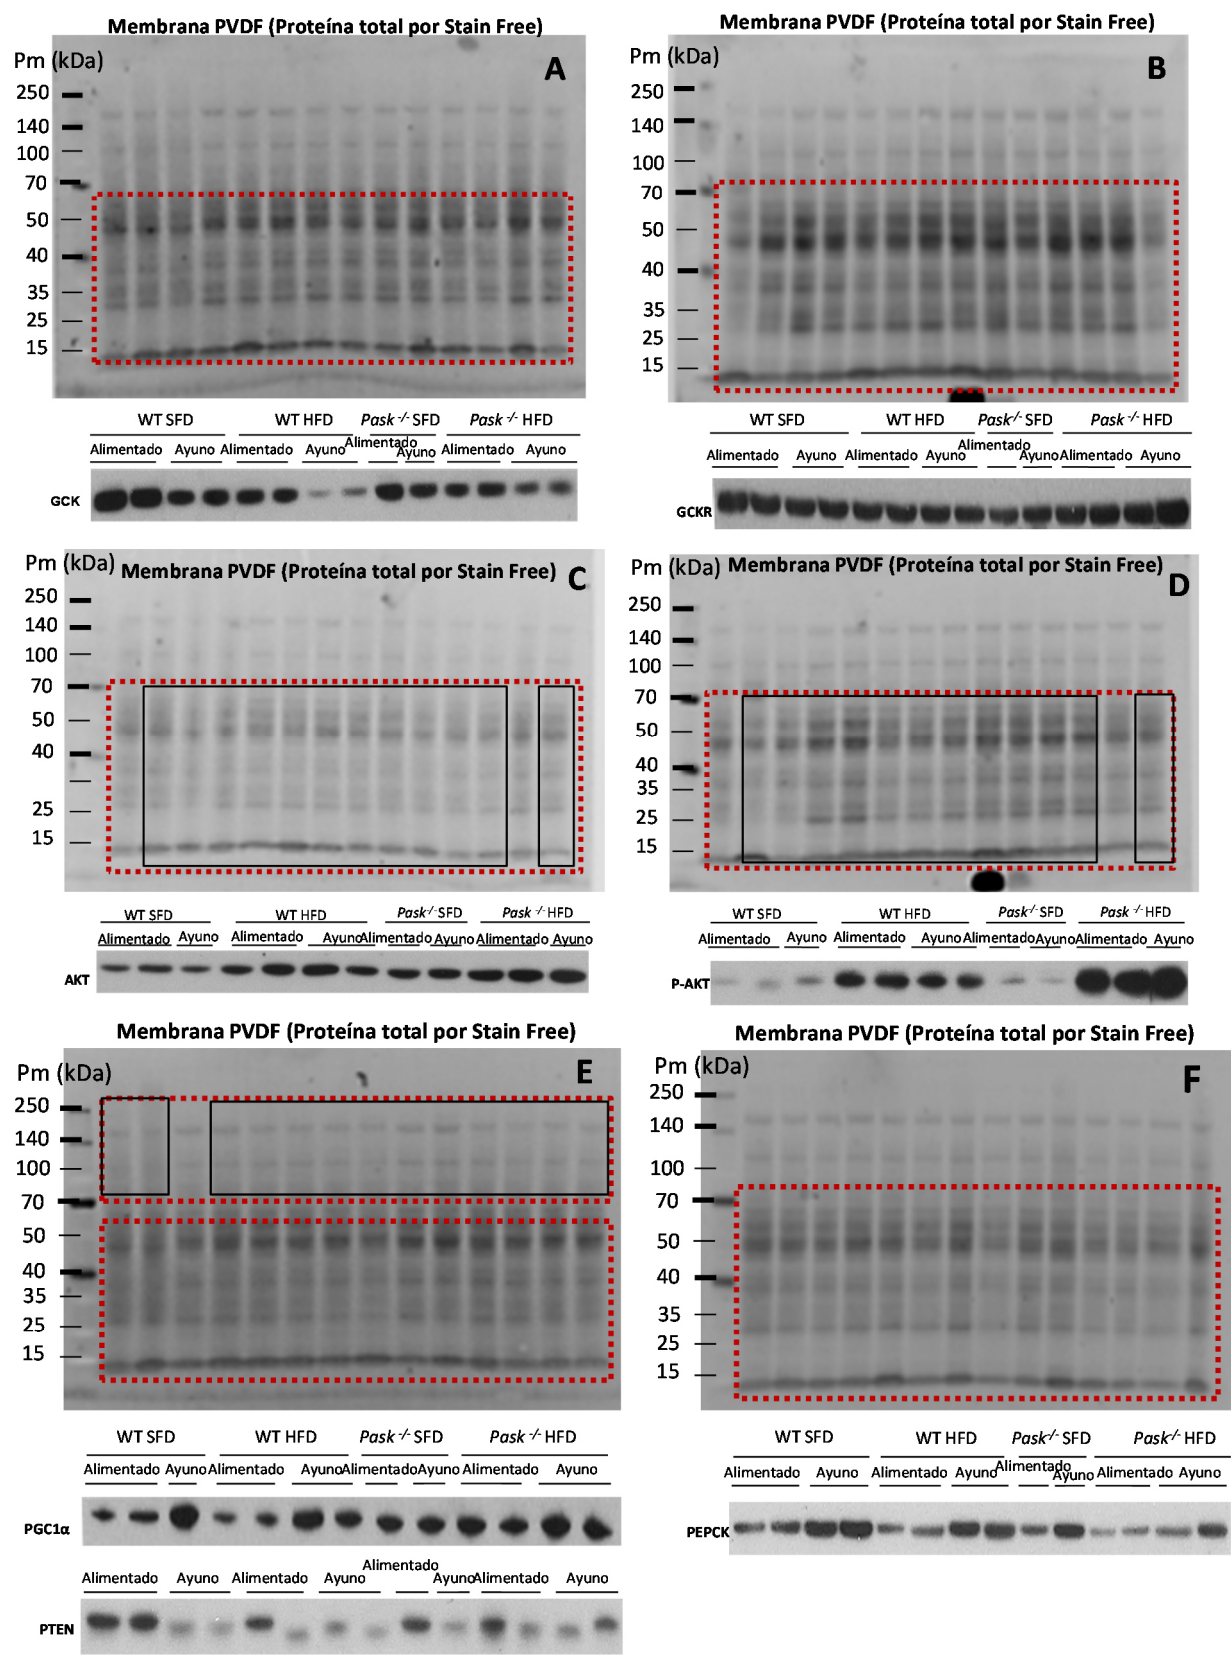 Membrana PVDF (Proteína total por Stain Free)
Pm (kDa)
A
250
140
100
70
50
40
35
25
15
WT SFD WT HFD Pask -/- SFD Pask -/- HFD
Alimentado Ayuno Alimentado Ayuno Alimentado Ayuno Alimentado Ayuno
GCK
Membrana PVDF (Proteína total por Stain Free)
Pm (kDa)
B
250
140
100
70
50
40
35
25
15
WT SFD WT HFD Pask-/- SFD Pask -/- HFD
Alimentado Ayuno Alimentado Ayuno Alimentado Ayuno Alimentado Ayuno
GCKR
Pm (kDa)
Membrana PVDF (Proteína total por Stain Free)
C
250
140
100
70
50
40
25
15
WT SFD WT HFD Pask-/- SFD Pask -/- HFD
Alimentado Ayuno Alimentado Ayuno Alimentado Ayuno Alimentado Ayuno
AKT
Pm (kDa)
Membrana PVDF (Proteína total por Stain Free)
D
250
140
100
70
50
40
35
25
15
WT SFD WT HFD Pask-/- SFD Pask -/- HFD
Alimentado Ayuno Alimentado Ayuno Alimentado Ayuno Alimentado Ayuno
P-AKT
Membrana PVDF (Proteína total por Stain Free)
Pm (kDa)
E
250
140
100
70
50
40
35
25
15
WT SFD WT HFD Pask -/- SFD Pask -/- HFD
Alimentado Ayuno Alimentado Ayuno Alimentado Ayuno Alimentado Ayuno
PGC1α
Alimentado Ayuno Alimentado Ayuno Alimentado Ayuno Alimentado Ayuno
PTEN
Membrana PVDF (Proteína total por Stain Free)
Pm (kDa)
F
250
140
100
70
50
40
35
25
15
WT SFD WT HFD Pask-/- SFD Pask-/- HFD
Alimentado Ayuno Alimentado Ayuno Alimentado Ayuno Alimentado Ayuno
PEPCK